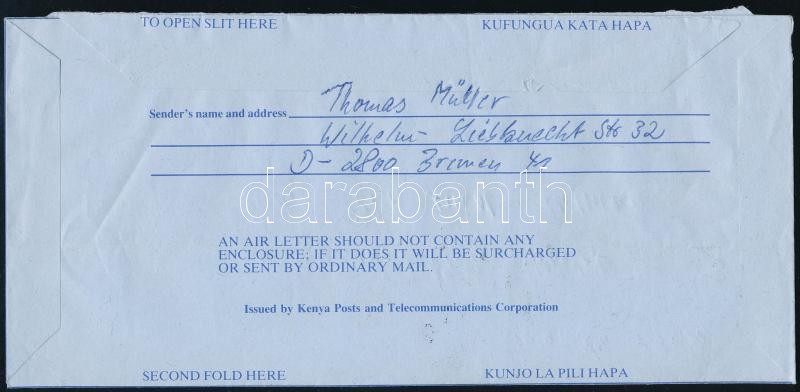 TO OPEN SLIT HERE KUFUNGUA KATA HAPA
Thomas Müller
Sender's name and address
Wilhelm- Liebknecht Str 32
D-2800 Bremen 41
darabanth
AN AIR LETTER SHOULD NOT CONTAIN ANY
ENCLOSURE; IF IT DOES IT WILL BE SURCHARGED
OR SENT BY ORDINARY MAIL.
Issued by Kenya Posts and Telecommunications Corporation
SECOND FOLD HERE KUNJO LA PILI HAPA